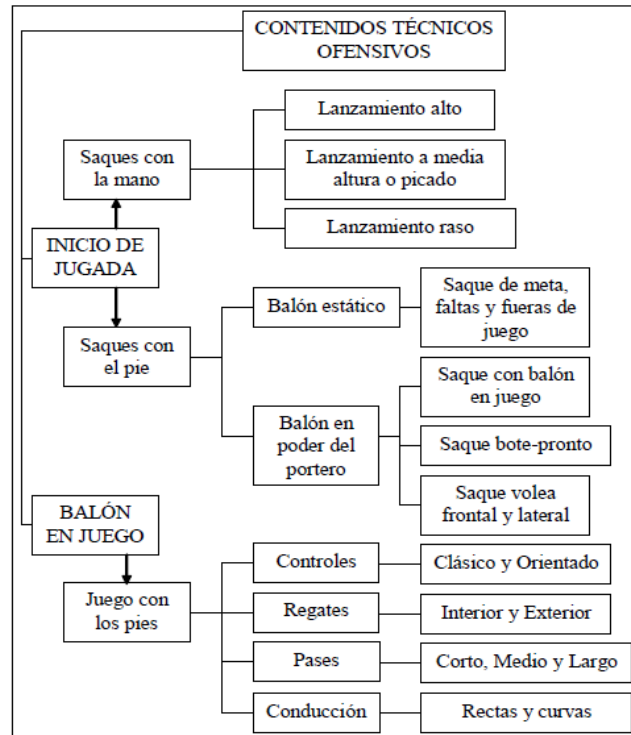 CONTENIDOS TÉCNICOS
OFENSIVOS
Lanzamiento alto
Saques con
la mano
Lanzamiento a media
altura o picado
Lanzamiento raso
INICIO DE
JUGADA
Saques con
el pie
Balón estático
Saque de meta,
faltas y fueras de
juego
Balón en
poder del
portero
Saque con balón
en juego
Saque bote-pronto
Saque volea
frontal y lateral
BALÓN
EN JUEGO
Juego con
los pies
Controles
Clásico y Orientado
Regates
Interior y Exterior
Pases
Corto, Medio y Largo
Conducción
Rectas y curvas